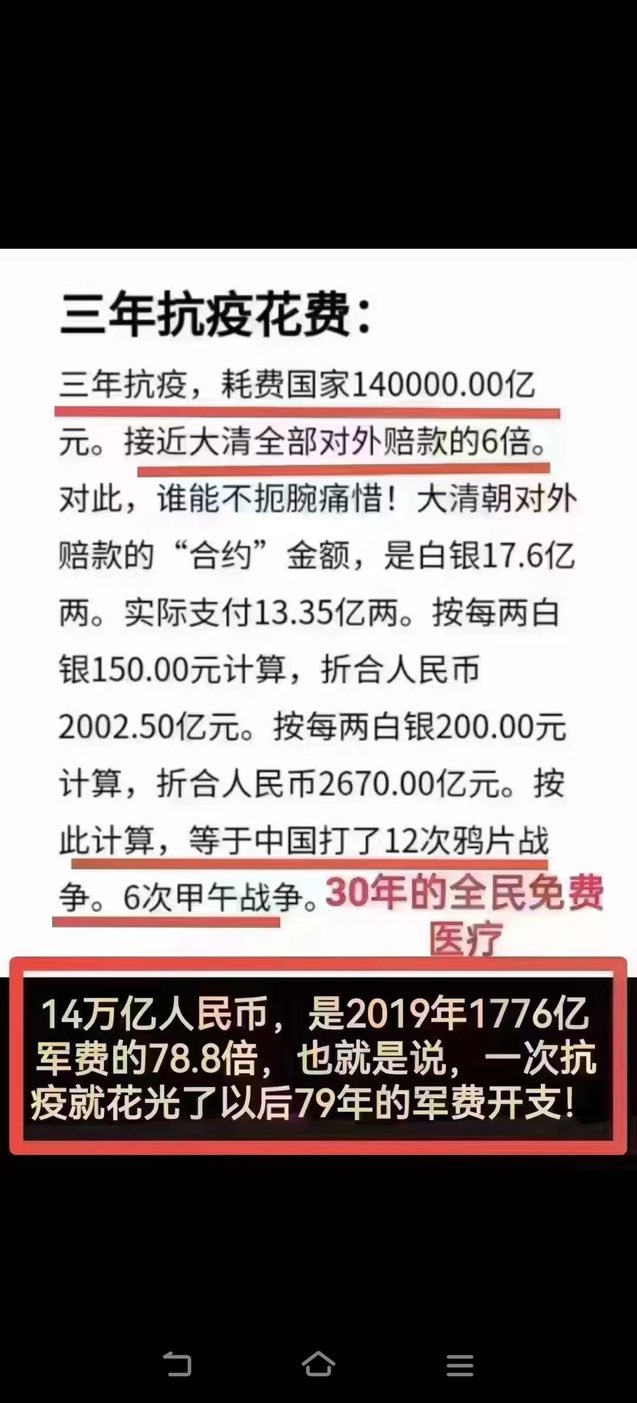 三年抗疫花费：
三年抗疫，耗费国家140000.00亿
元。接近大清全部对外赔款的6倍。
对此，谁能不扼腕痛惜！大清朝对外
赔款的“合约”金额，是白银17.6亿
两。实际支付13.35亿两。按每两白
银150.00元计算，折合人民币
2002.50亿元。按每两白银200.00元
计算，折合人民币2670.00亿元。按
此计算，等于中国打了12次鸦片战
争。6次甲午战争。30年的全民免费
医疗
14万亿人民币，是2019年1776亿
军费的78.8倍，也就是说，一次抗
疫就花光了以后79年的军费开支！